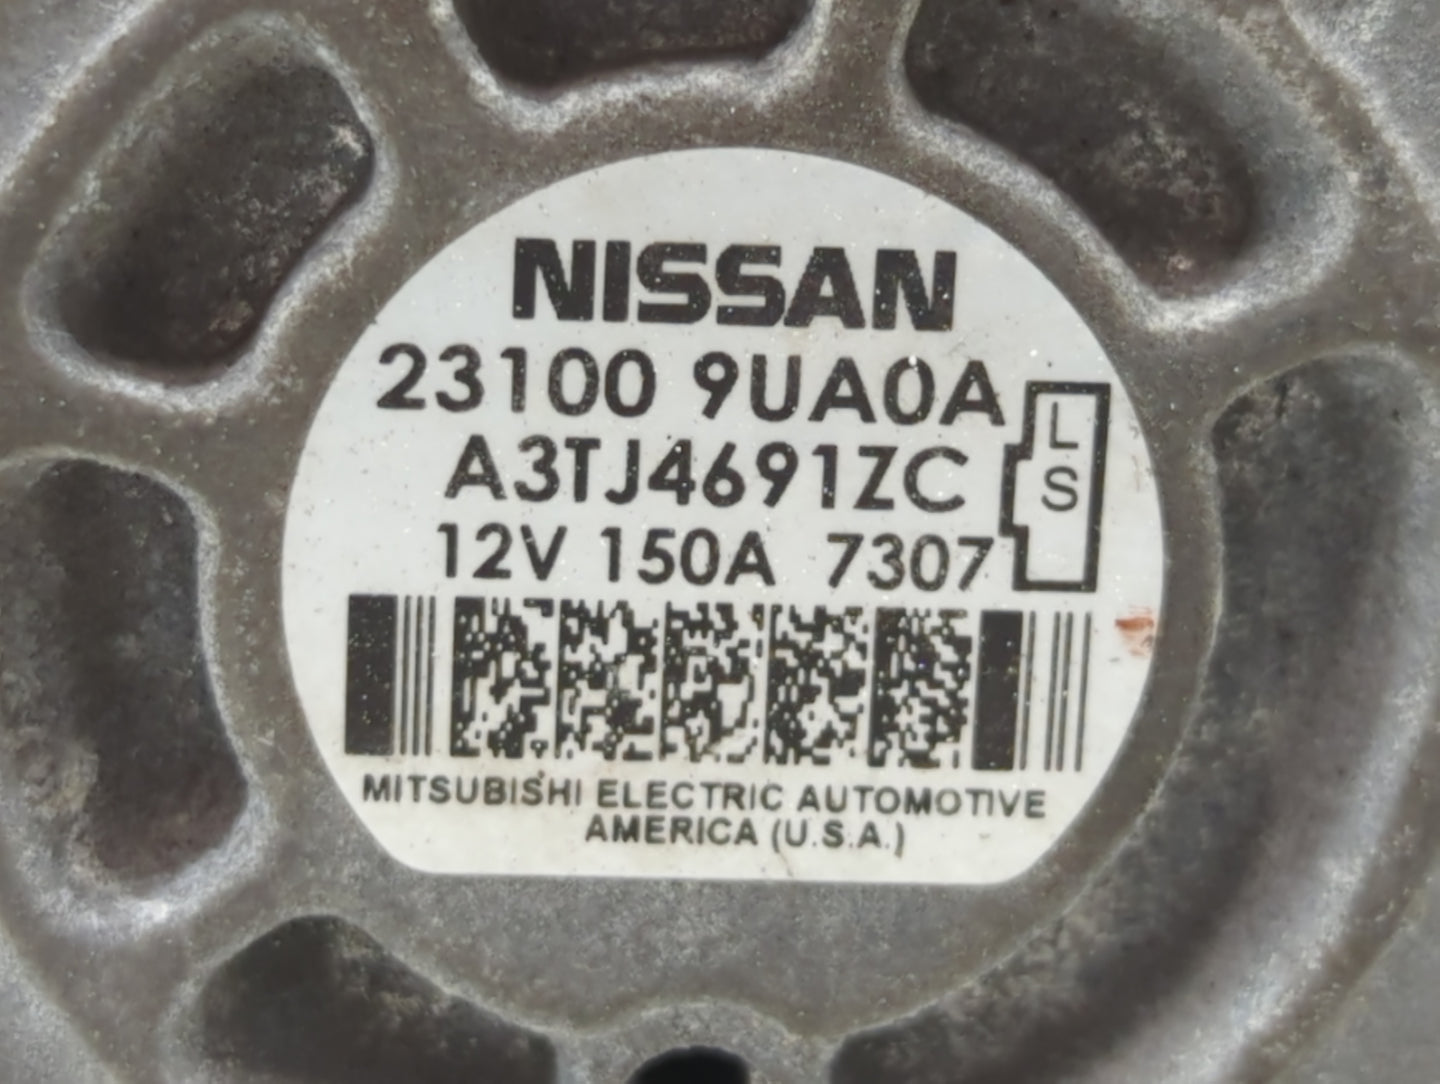 NISSAN
23100 9UA0A
A3TJ4691ZC
12V 150A 7307
L
S
MITSUBISHI ELECTRIC AUTOMOTIVE
AMERICA (U.S.A.)